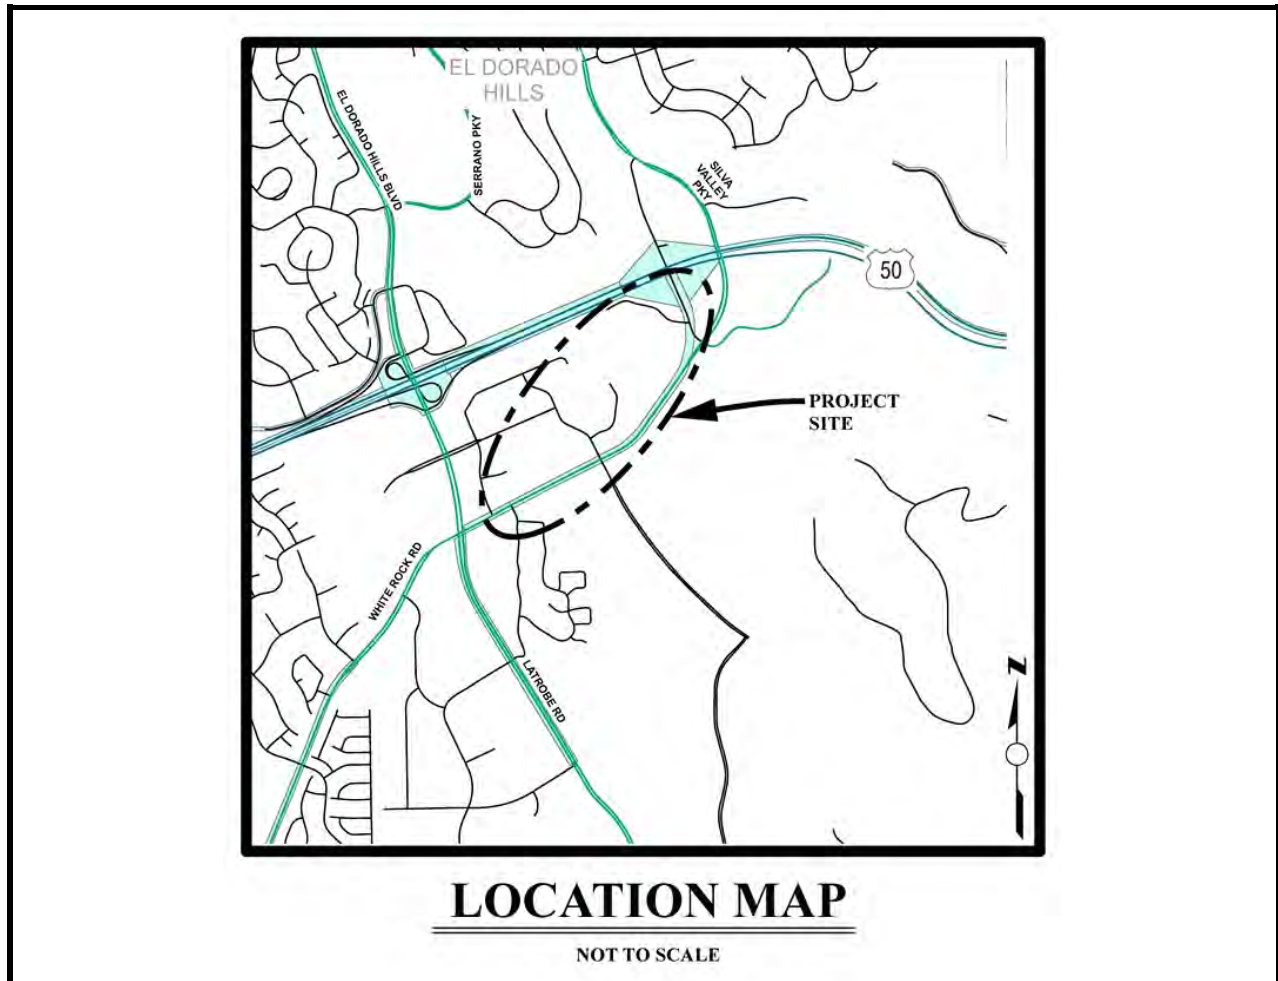 EL DORADO
HILLS
EL DORADO HILLS BLVD
SERRANO PKY
SILVA
VALLEY
PKY
50
PROJECT
SITE
WHITE ROCK RD
LATROBE RD
N
LOCATION MAP
NOT TO SCALE